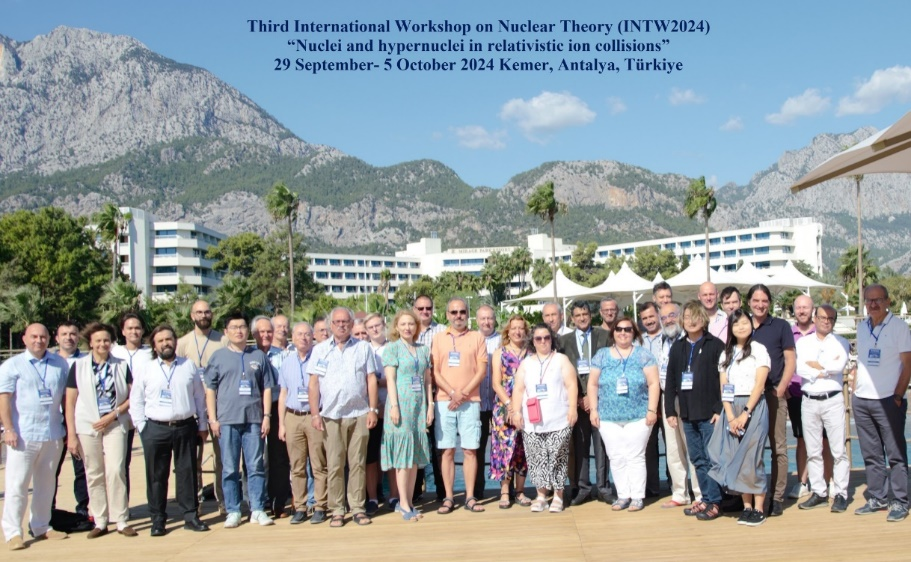 Third International Workshop on Nuclear Theory (INTW2024)
“Nuclei and hypernuclei in relativistic ion collisions”
29 September- 5 October 2024 Kemer, Antalya, Türkiye